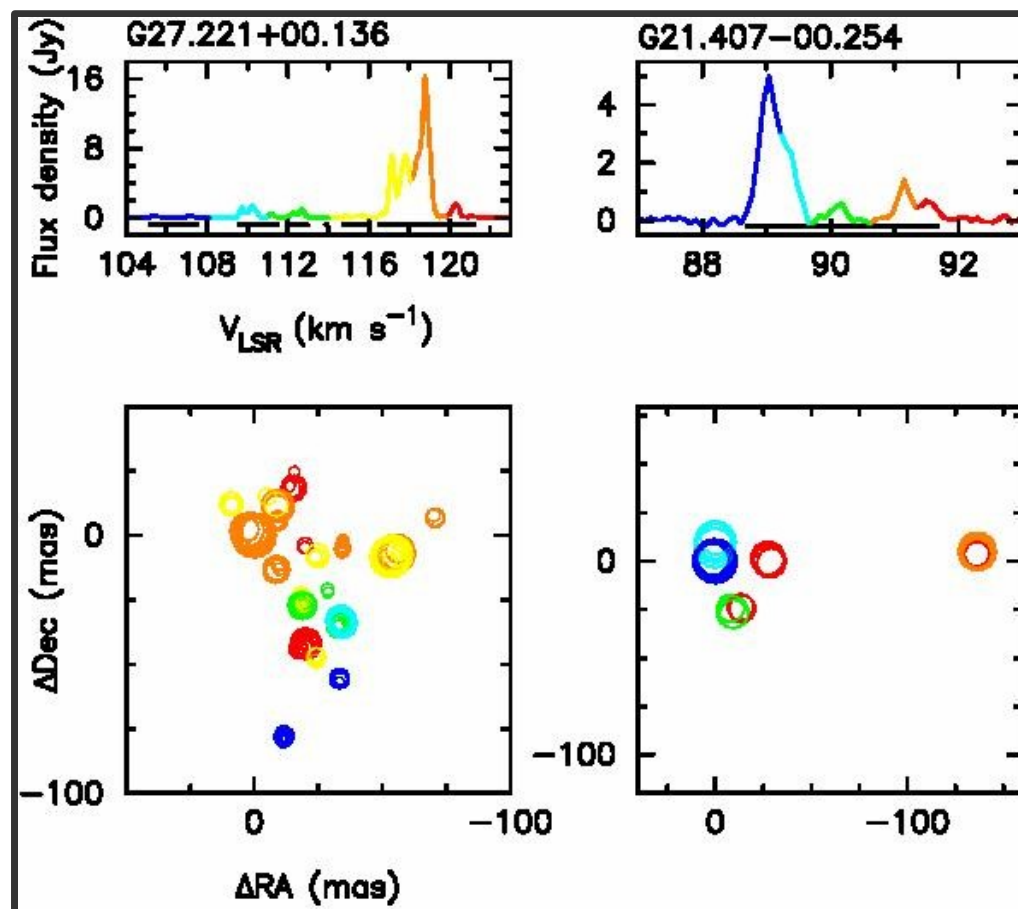 G27.221+00.136
G21.407−00.254
Flux density (Jy)
16
8
0
104 108 112 116 120
4
2
0
88 90 92
V_LSR (km s^−1)
ΔDec (mas)
0
−100
0 −100
0
−100
0 −100
ΔRA (mas)